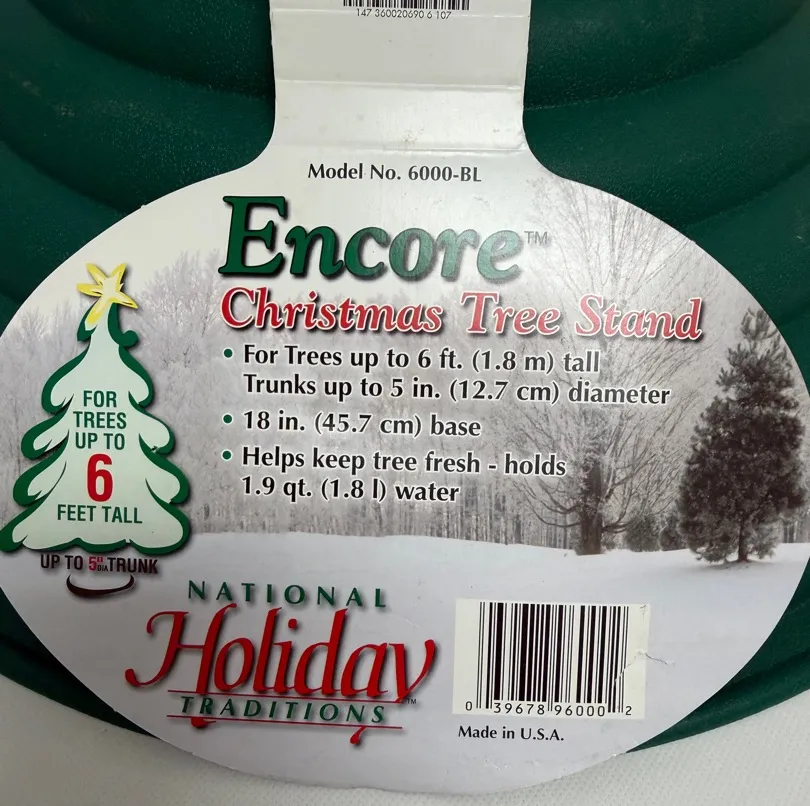 147 360020690 6 107
Model No. 6000-BL
Encore™
Christmas Tree Stand
• For Trees up to 6 ft. (1.8 m) tall
Trunks up to 5 in. (12.7 cm) diameter
• 18 in. (45.7 cm) base
• Helps keep tree fresh - holds
1.9 qt. (1.8 l) water
FOR
TREES
UP TO
6
FEET TALL
UP TO 5" DIA TRUNK
NATIONAL
Holiday
TRADITIONS™
0 39678 96000 2
Made in U.S.A.